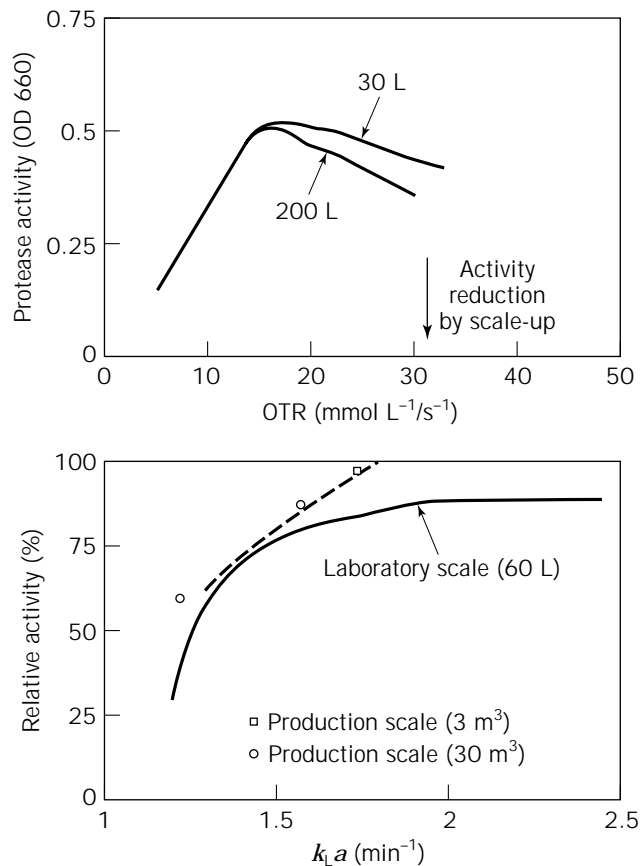 0.75
0.5
0.25
0
Protease activity (OD 660)
30 L
200 L
Activity
reduction
by scale-up
0 10 20 30 40 50
OTR (mmol L⁻¹/s⁻¹)
100
75
50
25
0
Relative activity (%)
Laboratory scale (60 L)
Production scale (3 m³)
Production scale (30 m³)
1 1.5 2 2.5
k_L a (min⁻¹)